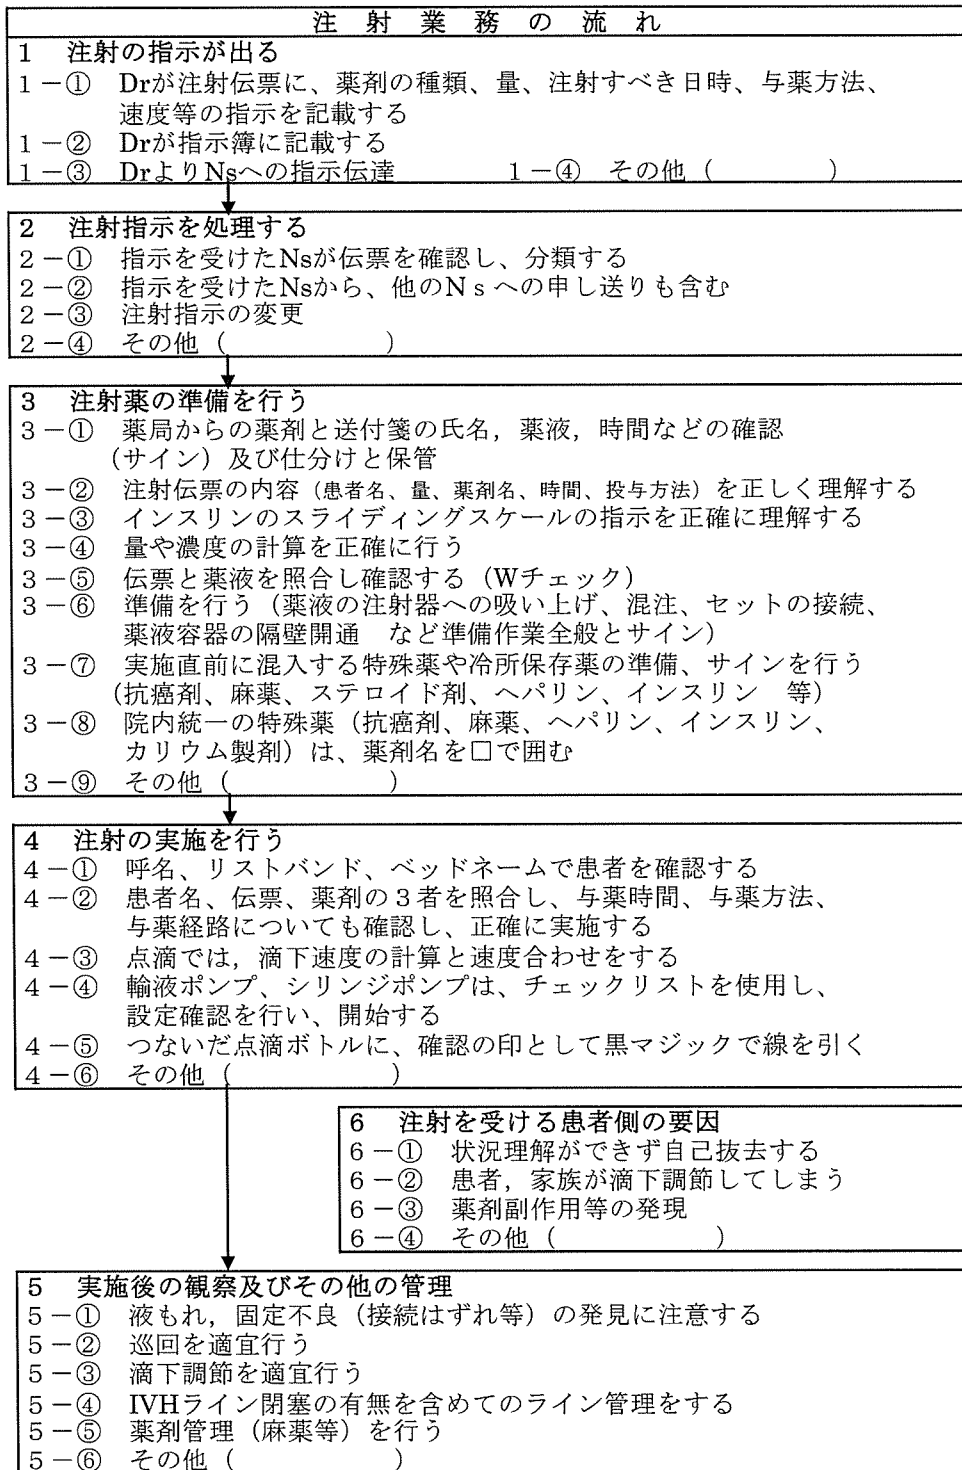 注 射 業 務 の 流 れ
1 注射の指示が出る
1－① Drが注射伝票に、薬剤の種類、量、注射すべき日時、与薬方法、
速度等の指示を記載する
1－② Drが指示簿に記載する
1－③ DrよりNsへの指示伝達 1－④ その他（ ）
2 注射指示を処理する
2－① 指示を受けたNsが伝票を確認し、分類する
2－② 指示を受けたNsから、他のNｓへの申し送りも含む
2－③ 注射指示の変更
2－④ その他（ ）
3 注射薬の準備を行う
3－① 薬局からの薬剤と送付箋の氏名，薬液，時間などの確認
（サイン）及び仕分けと保管
3－② 注射伝票の内容（患者名、量、薬剤名、時間、投与方法）を正しく理解する
3－③ インスリンのスライディングスケールの指示を正確に理解する
3－④ 量や濃度の計算を正確に行う
3－⑤ 伝票と薬液を照合し確認する（Wチェック）
3－⑥ 準備を行う（薬液の注射器への吸い上げ、混注、セットの接続、
薬液容器の隔壁開通 など準備作業全般とサイン）
3－⑦ 実施直前に混入する特殊薬や冷所保存薬の準備、サインを行う
（抗癌剤、麻薬、ステロイド剤、ヘパリン、インスリン 等）
3－⑧ 院内統一の特殊薬（抗癌剤、麻薬、ヘパリン、インスリン、
カリウム製剤）は、薬剤名を□で囲む
3－⑨ その他（ ）
4 注射の実施を行う
4－① 呼名、リストバンド、ベッドネームで患者を確認する
4－② 患者名、伝票、薬剤の３者を照合し、与薬時間、与薬方法、
与薬経路についても確認し、正確に実施する
4－③ 点滴では，滴下速度の計算と速度合わせをする
4－④ 輸液ポンプ、シリンジポンプは、チェックリストを使用し、
設定確認を行い、開始する
4－⑤ つないだ点滴ボトルに、確認の印として黒マジックで線を引く
4－⑥ その他（ ）
6 注射を受ける患者側の要因
6－① 状況理解ができず自己抜去する
6－② 患者，家族が滴下調節してしまう
6－③ 薬剤副作用等の発現
6－④ その他（ ）
5 実施後の観察及びその他の管理
5－① 液もれ，固定不良（接続はずれ等）の発見に注意する
5－② 巡回を適宜行う
5－③ 滴下調節を適宜行う
5－④ IVHライン閉塞の有無を含めてのライン管理をする
5－⑤ 薬剤管理（麻薬等）を行う
5－⑥ その他（ ）